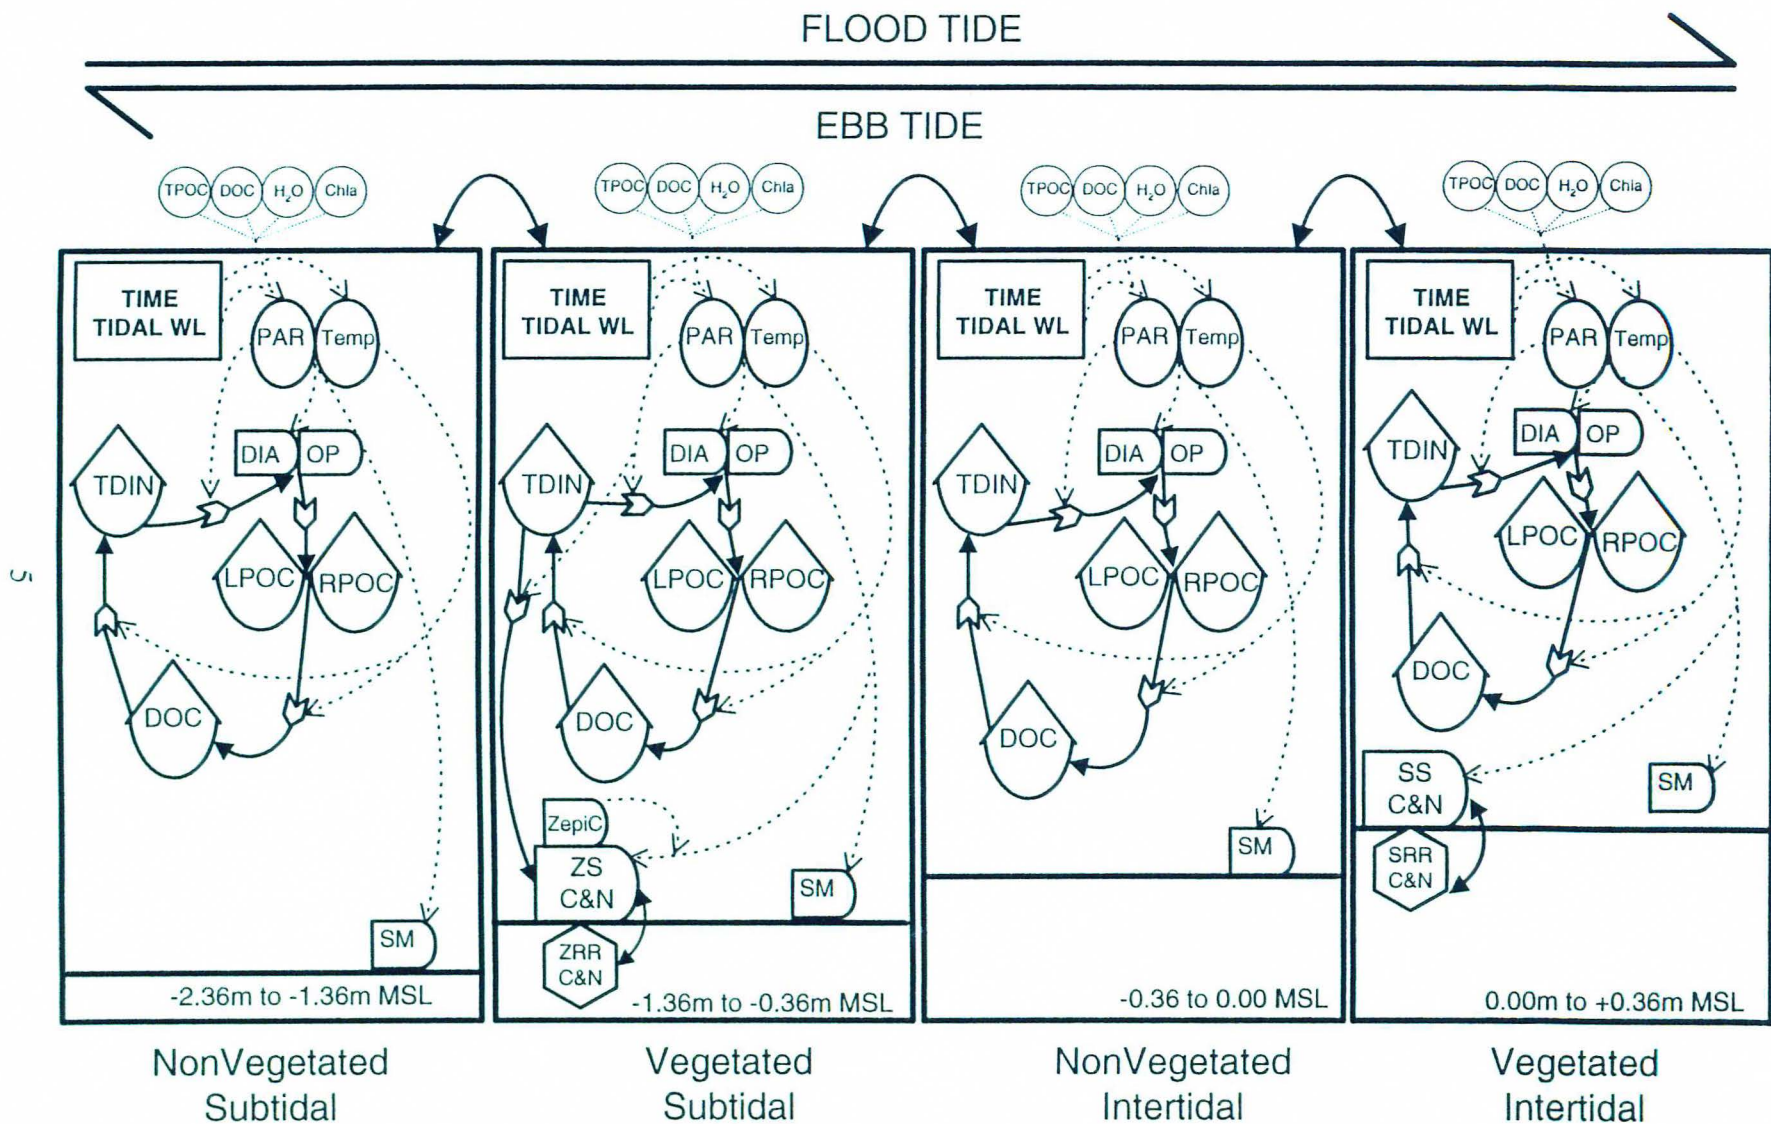 FLOOD TIDE
EBB TIDE
TPOC DOC H₂O Chla
TIME
TIDAL WL
PAR Temp
DIA OP
TDIN
LPOC RPOC
DOC
SM
-2.36m to -1.36m MSL
NonVegetated
Subtidal
TPOC DOC H₂O Chla
TIME
TIDAL WL
PAR Temp
DIA OP
TDIN
LPOC RPOC
DOC
ZepiC
ZS
C&N
SM
ZRR
C&N
-1.36m to -0.36m MSL
Vegetated
Subtidal
TPOC DOC H₂O Chla
TIME
TIDAL WL
PAR Temp
DIA OP
TDIN
LPOC RPOC
DOC
SM
-0.36 to 0.00 MSL
NonVegetated
Intertidal
TPOC DOC H₂O Chla
TIME
TIDAL WL
PAR Temp
DIA OP
TDIN
LPOC RPOC
DOC
SS
C&N
SM
SRR
C&N
0.00m to +0.36m MSL
Vegetated
Intertidal
5